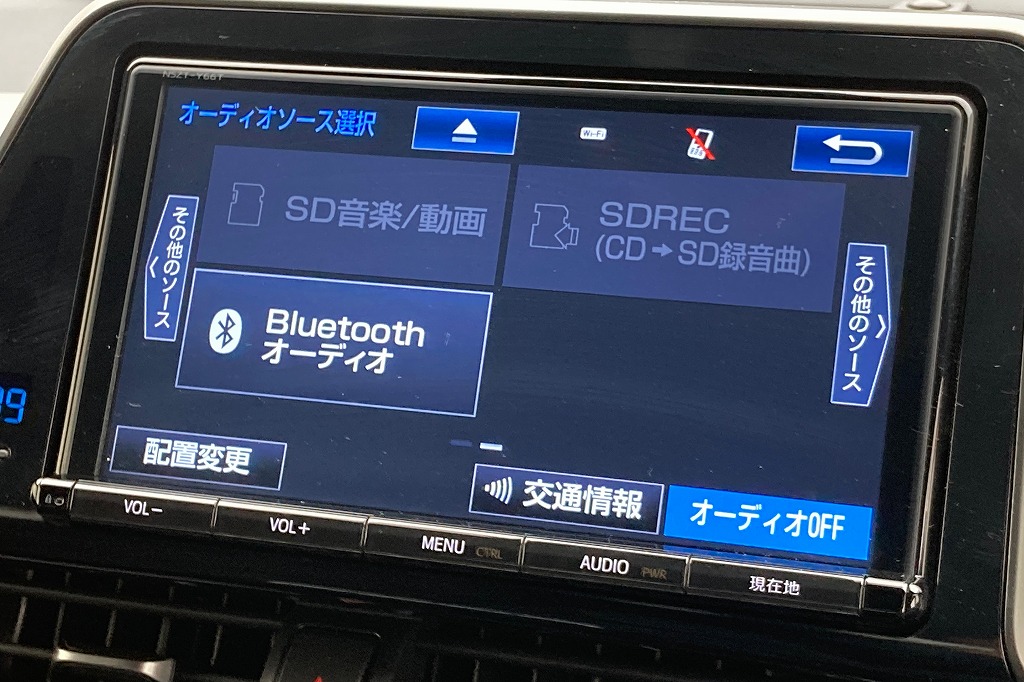 NSZT-Y66T
オーディオソース選択
Wi-Fi
その他のソース
SD音楽/動画
SDREC
(CD➡SD録音曲)
その他のソース
Bluetooth
オーディオ
配置変更
交通情報
オーディオOFF
VOL−
VOL+
MENU CTRL
AUDIO PWR
現在地